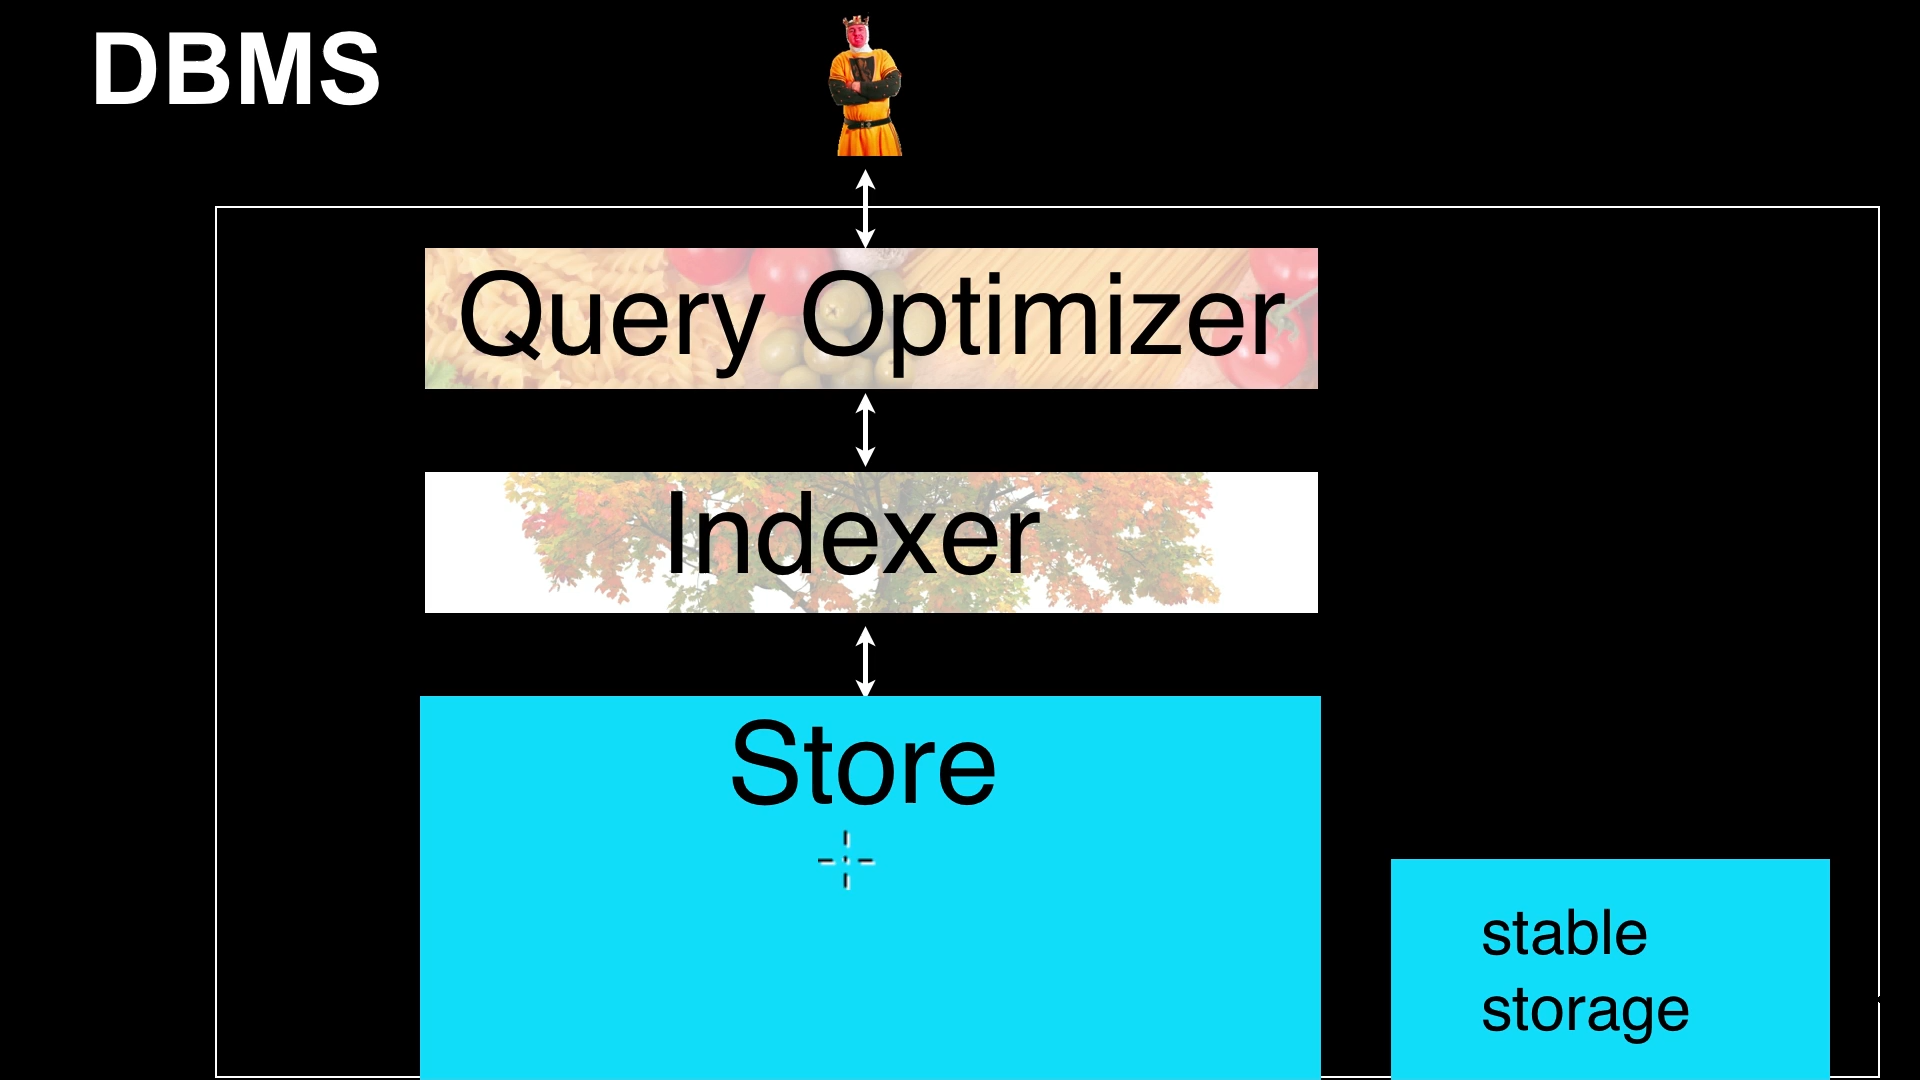 DBMS
Query Optimizer
Indexer
Store
stable
storage